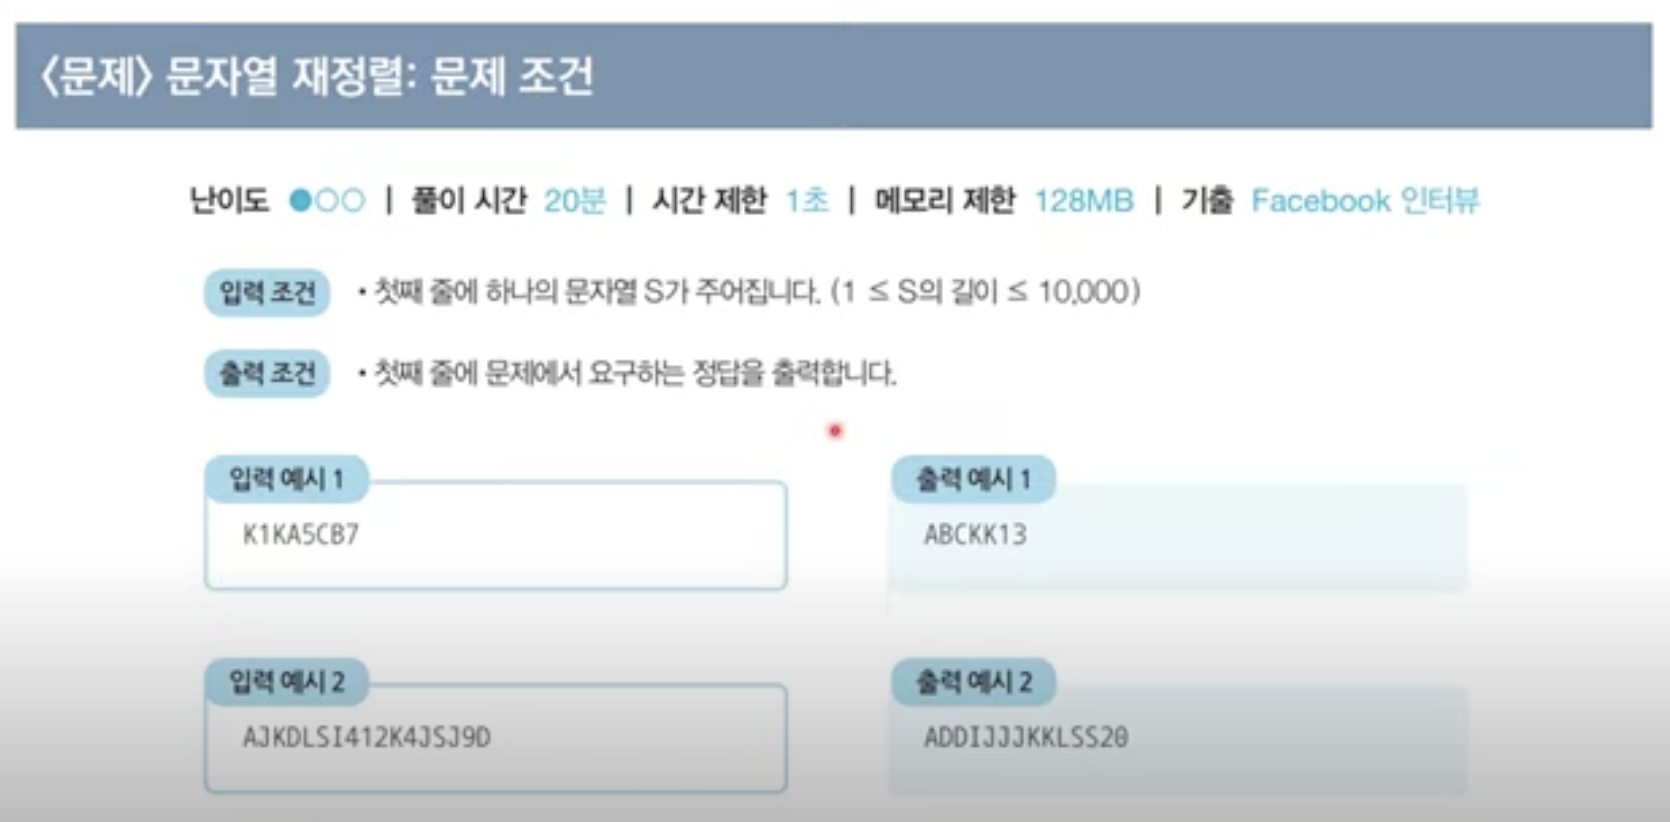 〈문제〉 문자열 재정렬: 문제 조건
난이도 ●○○ | 풀이 시간 20분 | 시간 제한 1초 | 메모리 제한 128MB | 기출 Facebook 인터뷰
입력 조건 • 첫째 줄에 하나의 문자열 S가 주어집니다. (1 ≤ S의 길이 ≤ 10,000)
출력 조건 • 첫째 줄에 문제에서 요구하는 정답을 출력합니다.
입력 예시 1
K1KA5CB7
출력 예시 1
ABCKK13
입력 예시 2
AJKDLSI412K4JSJ9D
출력 예시 2
ADDIJJJKKLSS20